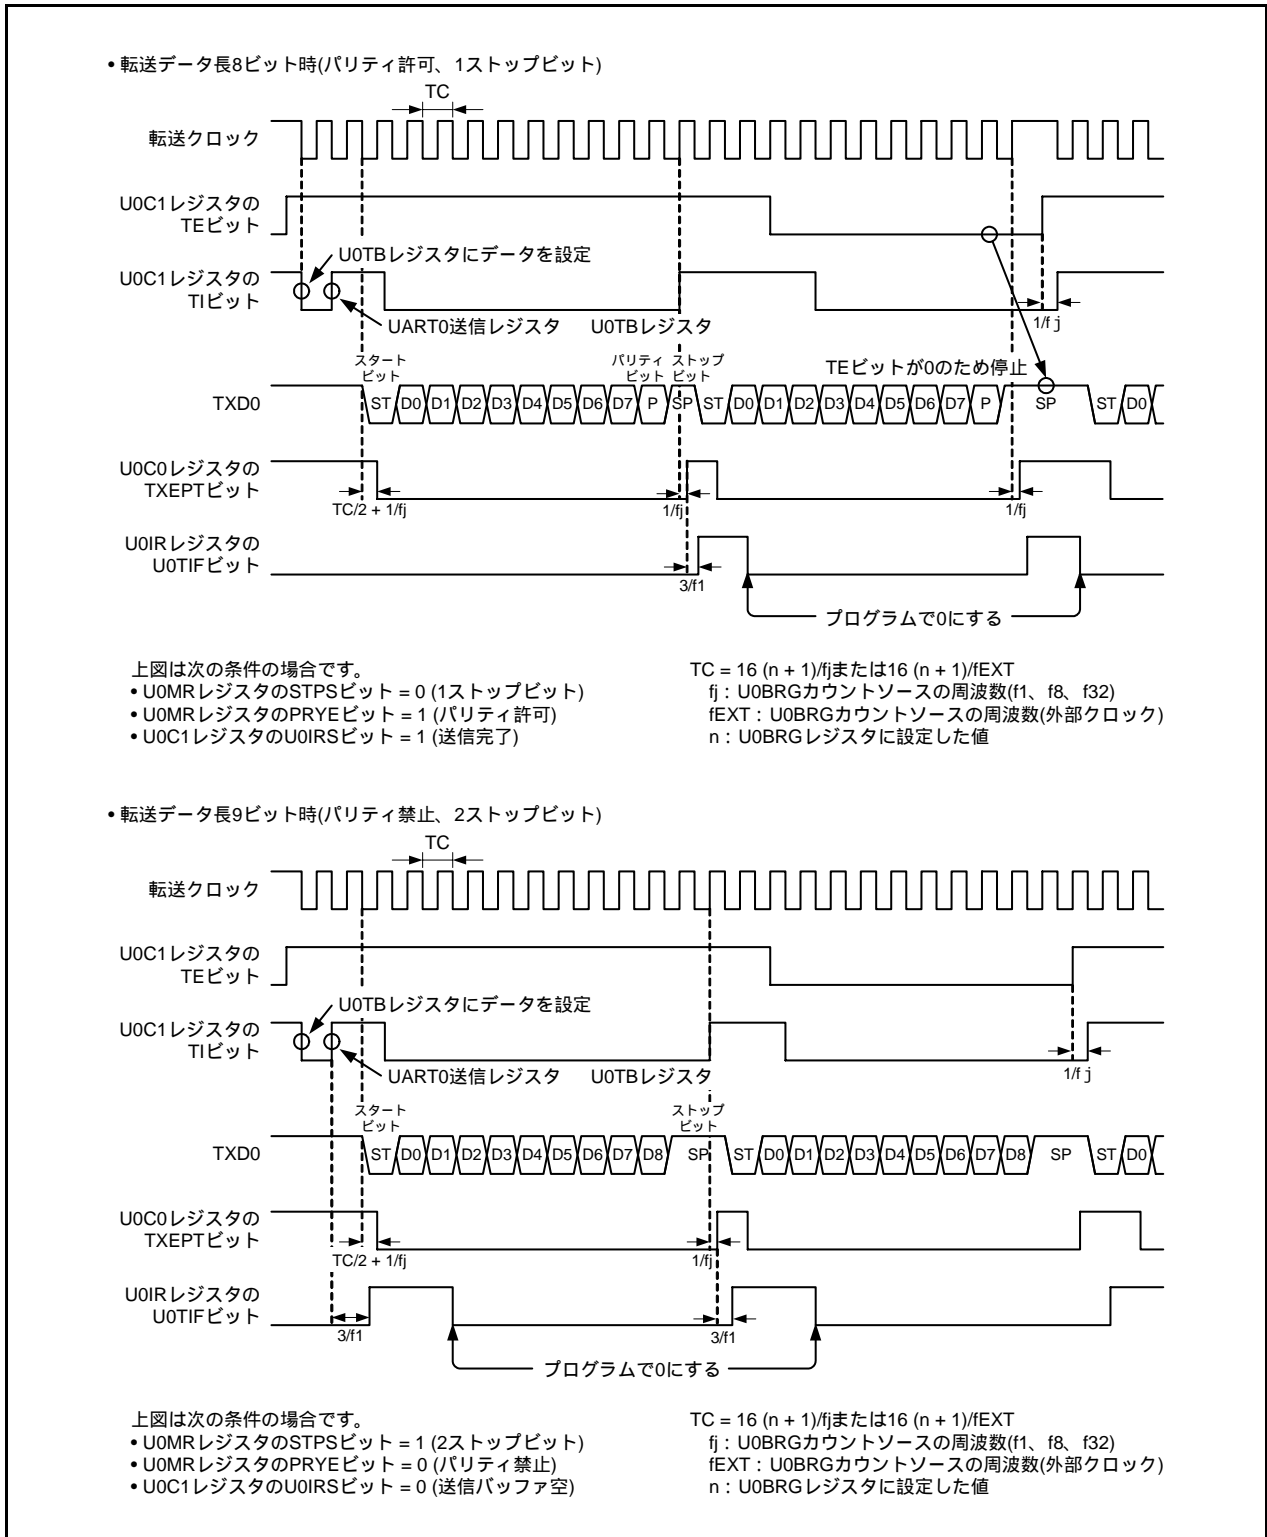 • 転送データ長8ビット時(パリティ許可、1ストップビット)
TC
転送クロック
U0C1レジスタの
TEビット
U0TBレジスタにデータを設定
U0C1レジスタの
TIビット
1/f j
UART0送信レジスタ U0TBレジスタ
スタート
ビット
パリティ
ビット
ストップ
ビット
TEビットが0のため停止
TXD0
ST D0 D1 D2 D3 D4 D5 D6 D7 P SP ST D0 D1 D2 D3 D4 D5 D6 D7 P SP ST D0
U0C0レジスタの
TXEPTビット
TC/2 + 1/fj
1/fj
1/fj
U0IRレジスタの
U0TIFビット
3/f1
プログラムで0にする
上図は次の条件の場合です。
• U0MRレジスタのSTPSビット = 0 (1ストップビット)
• U0MRレジスタのPRYEビット = 1 (パリティ許可)
• U0C1レジスタのU0IRSビット = 1 (送信完了)
TC = 16 (n + 1)/fjまたは16 (n + 1)/fEXT
fj : U0BRGカウントソースの周波数(f1、f8、f32)
fEXT : U0BRGカウントソースの周波数(外部クロック)
n : U0BRGレジスタに設定した値
• 転送データ長9ビット時(パリティ禁止、2ストップビット)
TC
転送クロック
U0C1レジスタの
TEビット
U0TBレジスタにデータを設定
U0C1レジスタの
TIビット
1/f j
UART0送信レジスタ U0TBレジスタ
スタート
ビット
ストップ
ビット
TXD0
ST D0 D1 D2 D3 D4 D5 D6 D7 D8 SP ST D0 D1 D2 D3 D4 D5 D6 D7 D8 SP ST D0
U0C0レジスタの
TXEPTビット
TC/2 + 1/fj
1/fj
U0IRレジスタの
U0TIFビット
3/f1
3/f1
プログラムで0にする
上図は次の条件の場合です。
• U0MRレジスタのSTPSビット = 1 (2ストップビット)
• U0MRレジスタのPRYEビット = 0 (パリティ禁止)
• U0C1レジスタのU0IRSビット = 0 (送信バッファ空)
TC = 16 (n + 1)/fjまたは16 (n + 1)/fEXT
fj : U0BRGカウントソースの周波数(f1、f8、f32)
fEXT : U0BRGカウントソースの周波数(外部クロック)
n : U0BRGレジスタに設定した値